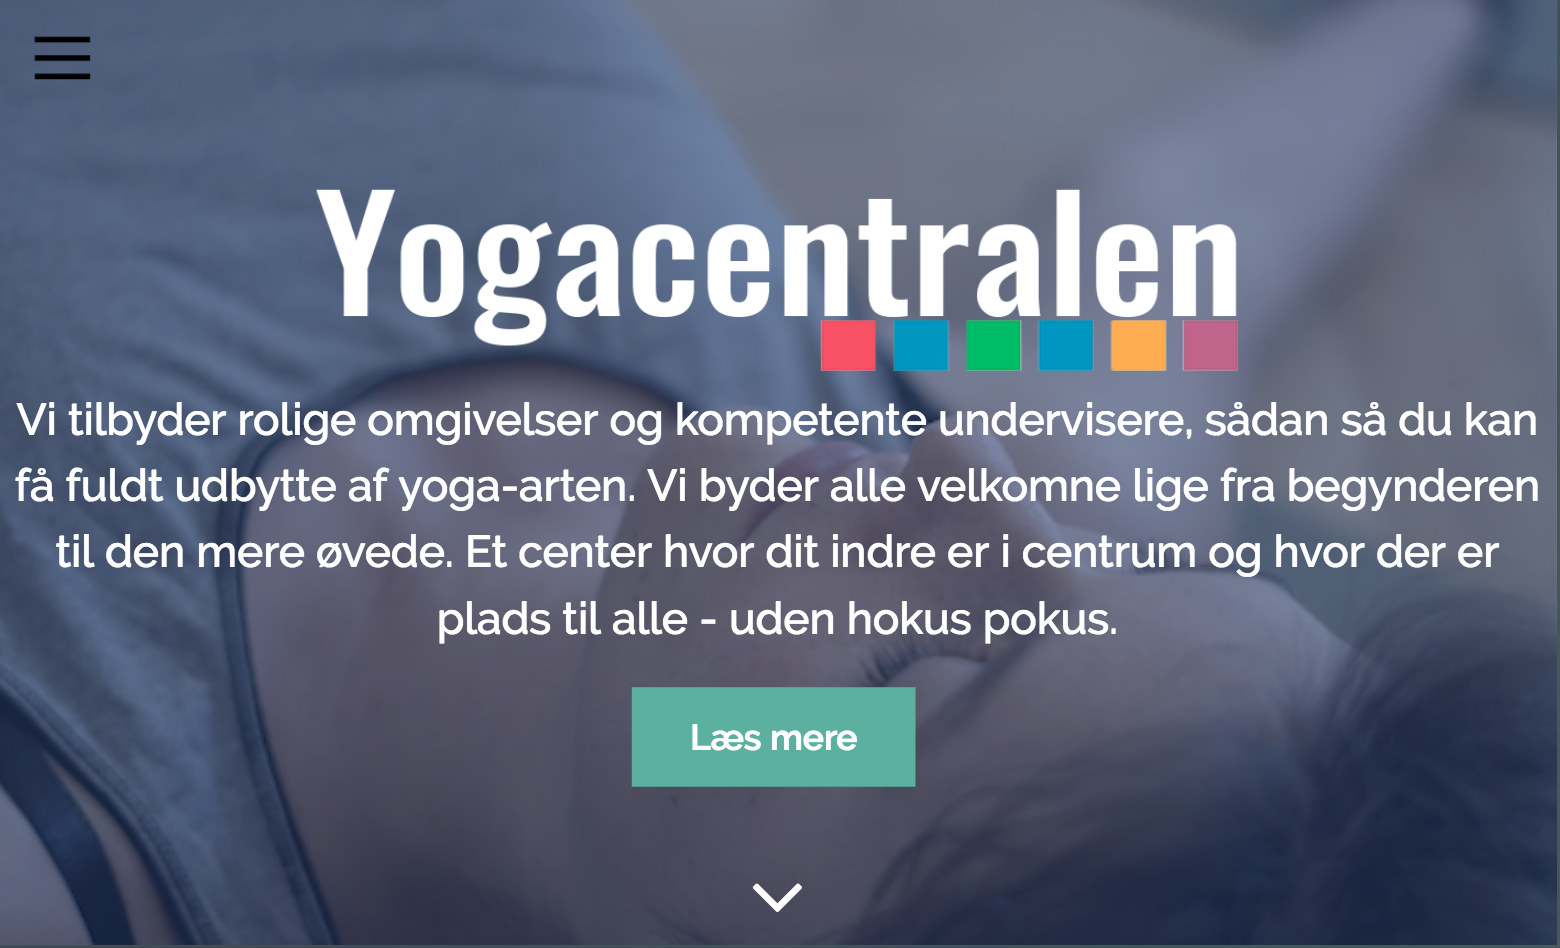 Yogacentralen
Vi tilbyder rolige omgivelser og kompetente undervisere, sådan så du kan
få fuldt udbytte af yoga-arten. Vi byder alle velkomne lige fra begynderen
til den mere øvede. Et center hvor dit indre er i centrum og hvor der er
plads til alle - uden hokus pokus.
Læs mere